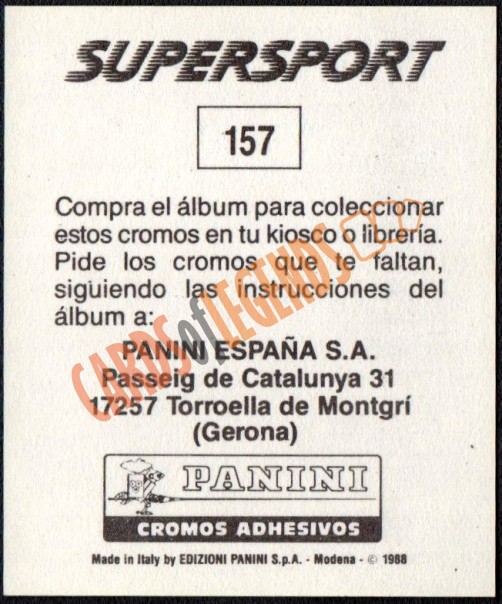 SUPERSPORT
157
Compra el álbum para coleccionar
estos cromos en tu kiosco o librería.
Pide los cromos que te faltan,
siguiendo las instrucciones del
álbum a:
PANINI ESPAÑA S.A.
Passeig de Catalunya 31
17257 Torroella de Montgrí
(Gerona)
CARDSofLEGENDS
PANINI
CROMOS ADHESIVOS
Made in Italy by EDIZIONI PANINI S.p.A. - Modena - © 1988